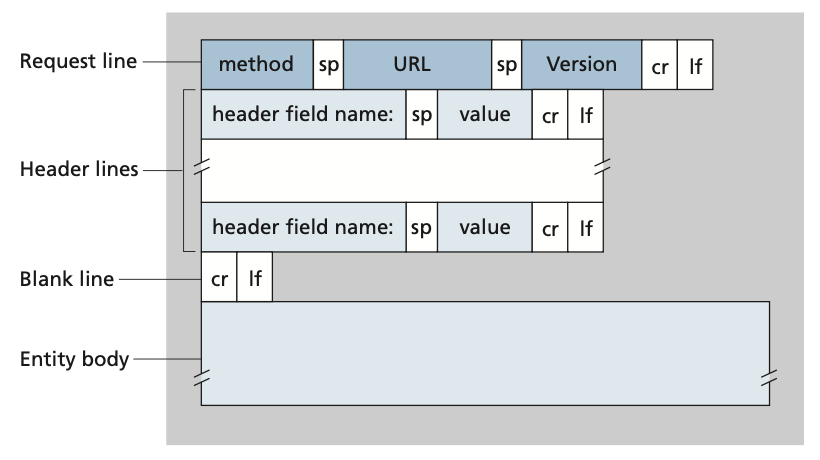 Request line method sp URL sp Version cr lf
header field name: sp value cr lf
Header lines
header field name: sp value cr lf
Blank line cr lf
Entity body